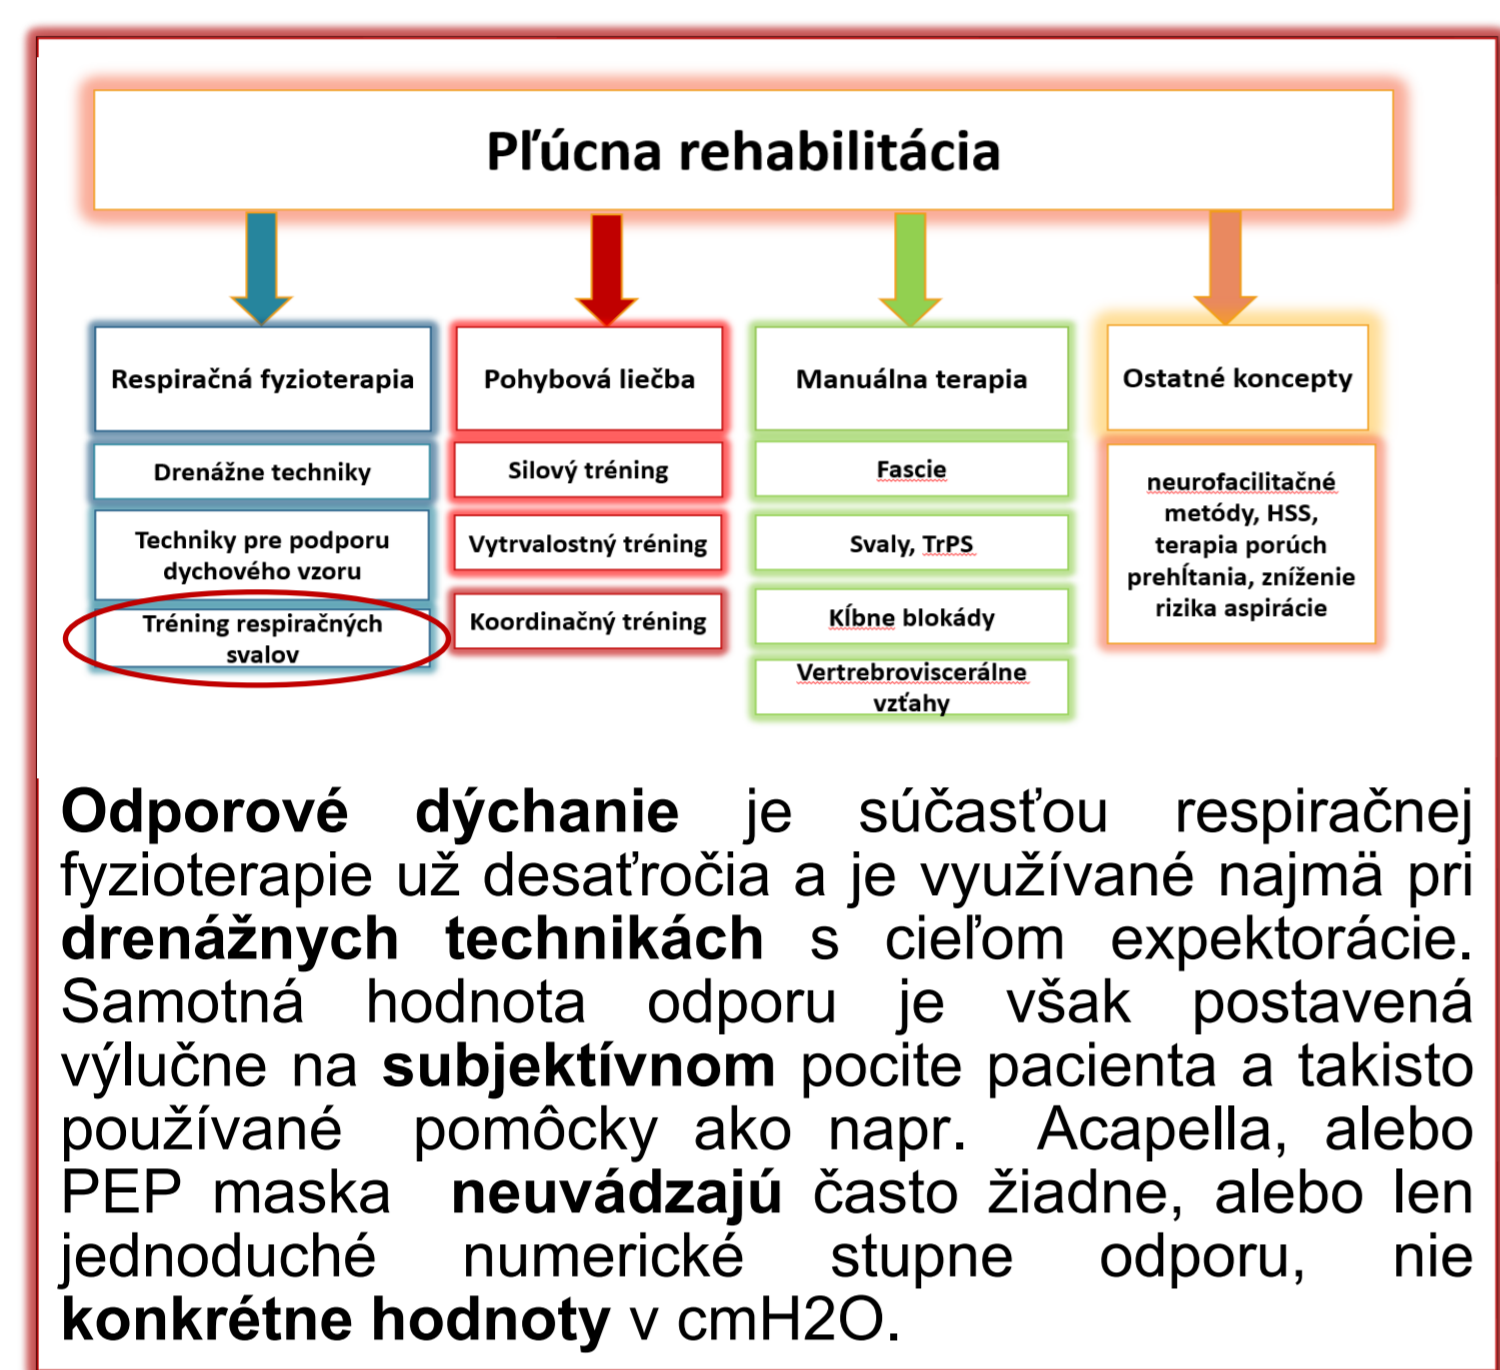 Pľúcna rehabilitácia
Respiračná fyzioterapia
Drenážne techniky
Techniky pre podporu
dychového vzoru
Tréning respiračných
svalov
Pohybová liečba
Silový tréning
Vytrvalostný tréning
Koordinačný tréning
Manuálna terapia
Fascie
Svaly, TrPS
Kĺbne blokády
Vertrebroviscerálne
vzťahy
Ostatné koncepty
neurofacilitačné
metódy, HSS,
terapia porúch
prehĺtania, zníženie
rizika aspirácie
Odporové dýchanie je súčasťou respiračnej
fyzioterapie už desaťročia a je využívané najmä pri
drenážnych technikách s cieľom expektorácie.
Samotná hodnota odporu je však postavená
výlučne na subjektívnom pocite pacienta a takisto
používané pomôcky ako napr. Acapella, alebo
PEP maska neuvádzajú často žiadne, alebo len
jednoduché numerické stupne odporu, nie
konkrétne hodnoty v cmH2O.